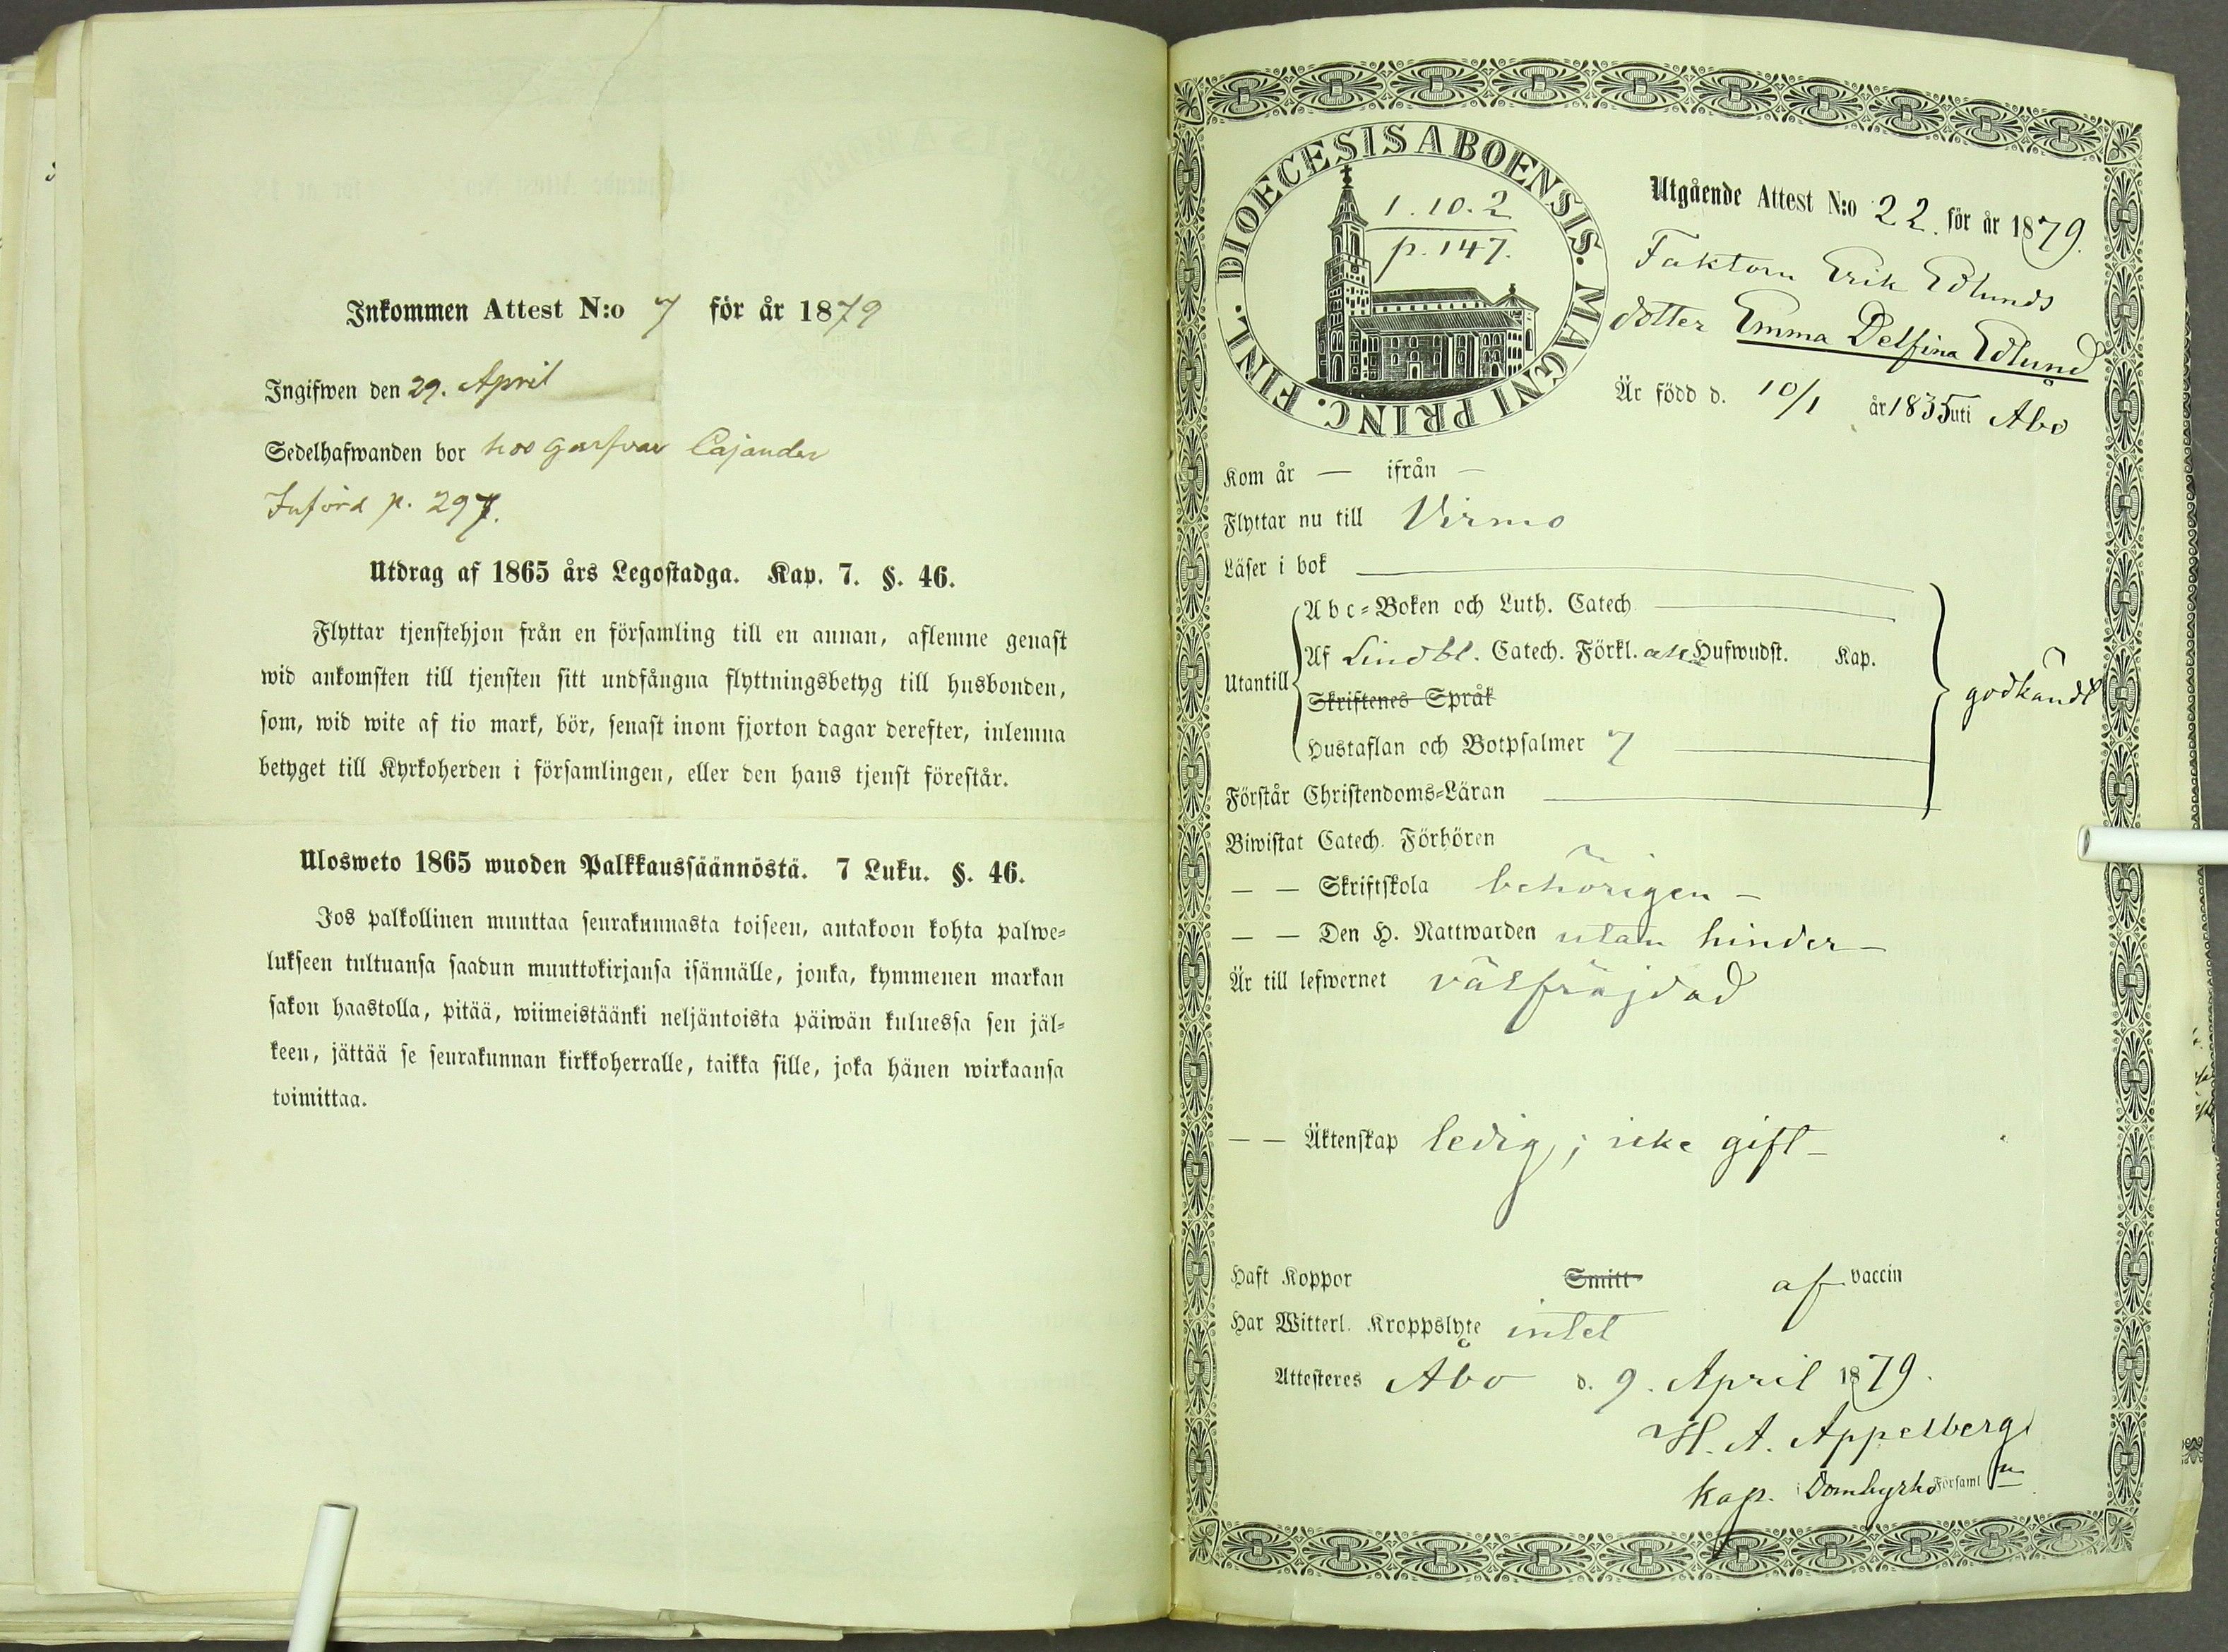 Inkommen Attest N:o 7 för år 1879
Ingifwen den 29. April
Sedelhafwanden bor hos garfvar Cajander
Införd p. 297.
Utdrag af 1865 års Legostadga. Kap. 7. §. 46.
Flyttar tjenstehjon från en församling till en annan, aflemne genast
wid ankomsten till tjensten sitt undfångna flyttningsbetyg till husbonden,
som, wid wite af tio mark, bör, senast inom fjorton dagar derefter, inlemna
betyget till Kyrkoherden i församlingen, eller den hans tjenst förestår.
Ulosweto 1865 wuoden Palkkaussäännöstä. 7 Luku. §. 46.
Jos palkollinen muuttaa seurakunnasta toiseen, antakoon kohta palwe-
lukseen tultuansa saadun muuttokirjansa isännälle, jonka, kymmenen markan
sakon haastolla, pitää, wiimeistäänki neljäntoista päiwän kuluessa sen jäl-
keen, jättää se seurakunnan kirkkoherralle, taikka sille, joka hänen wirkaansa
toimittaa.
DIOECESIS ABOENSIS. MAGNI PRINC. FINL.
1.10.2
p. 147.
Utgående Attest N:o 22. för år 1879.
Faktorn Erik Edlunds
dotter Emma Delfina Edlund
Är född d. 10/1 år 1835 uti Åbo
Kom år — ifrån —
Flyttar nu till Virmo
Läser i bok
Utantill
Abc-Boken och Luth. Catech.
Af Lindbl. Catech. Förkl. Hufwudst. Kap.
Skriftenes Språk
Hustaflan och Botpsalmer 7
godkändt
Förstår Christendoms-Läran
Biwistat Catech. Förhören
— — Skriftskola behörigen —
— — Den H. Nattwarden utan hinder —
Är till lefwernet välfräjdad
— — Äktenskap ledig; icke gift —
Haft Koppor Smitt af vaccin
Har Witterl. Kroppslyte intet
Attesteres Åbo d. 9. April 1879.
H. A. Appelberg
Kap. i Domkyrko Församl n